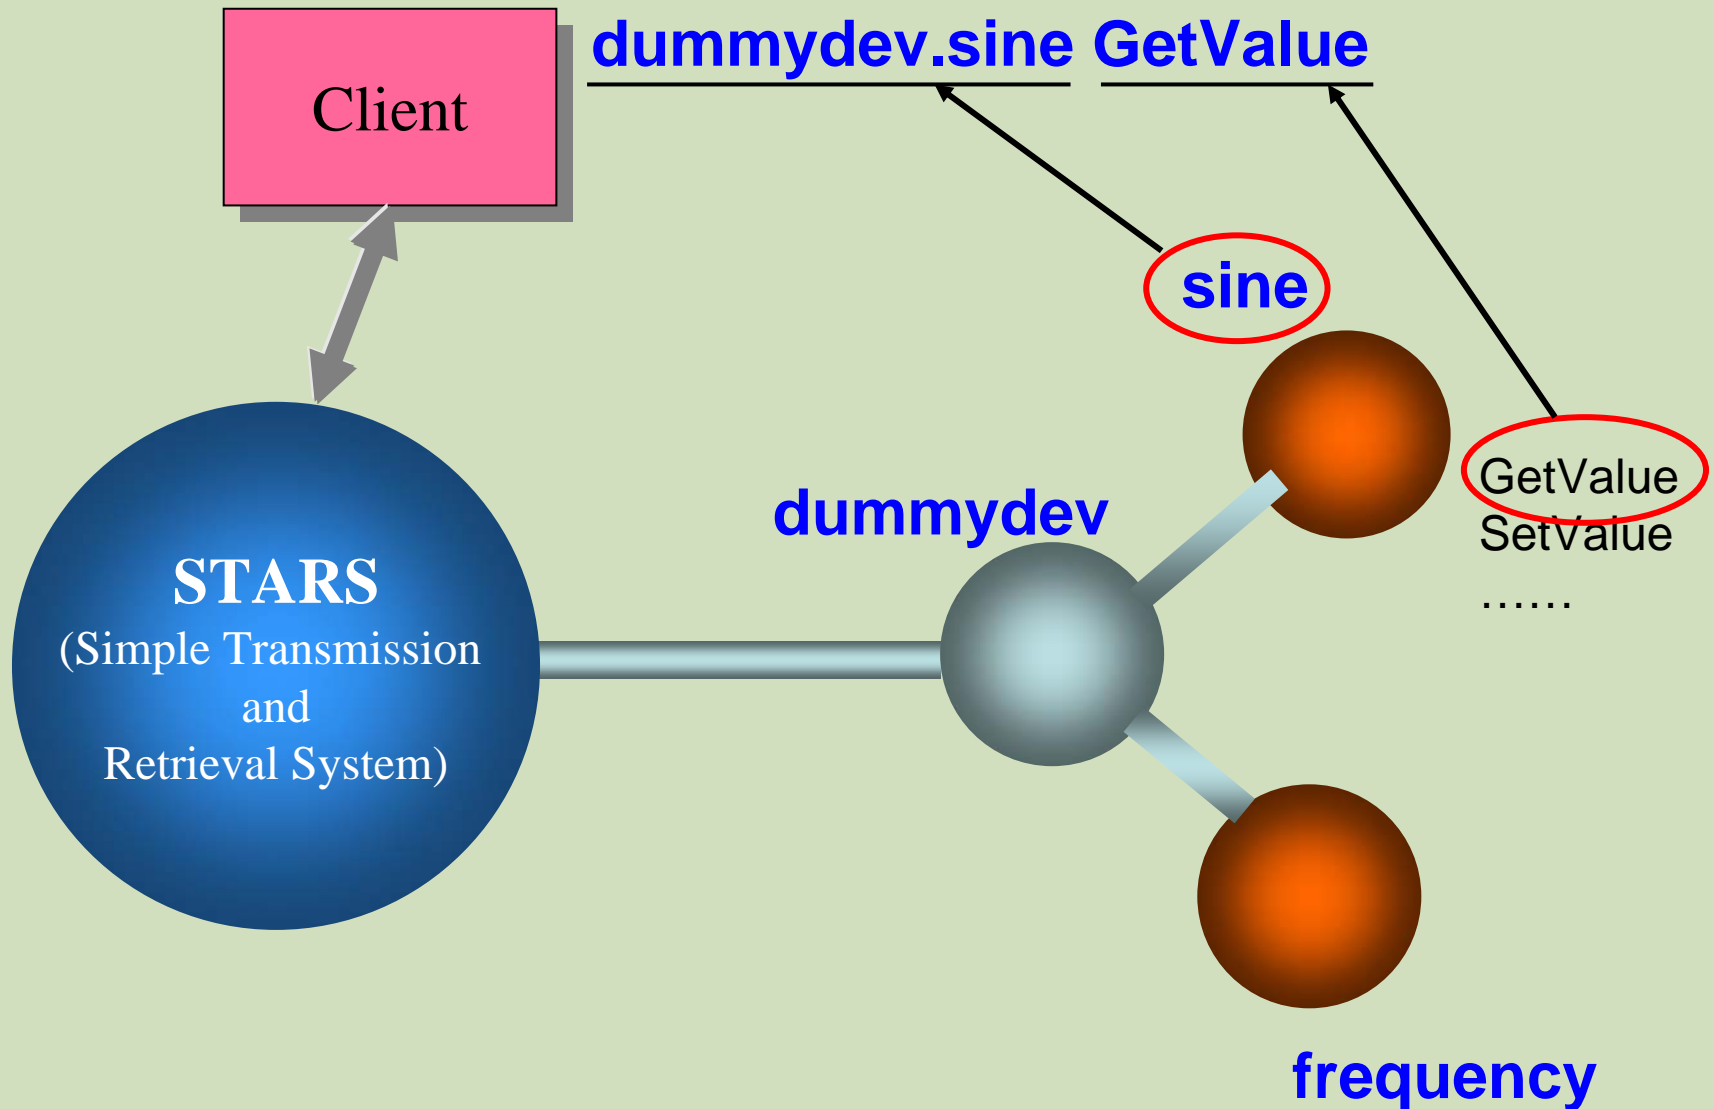 dummydev.sine GetValue
Client
sine
GetValue
SetValue
……
dummydev
STARS
(Simple Transmission
and
Retrieval System)
frequency